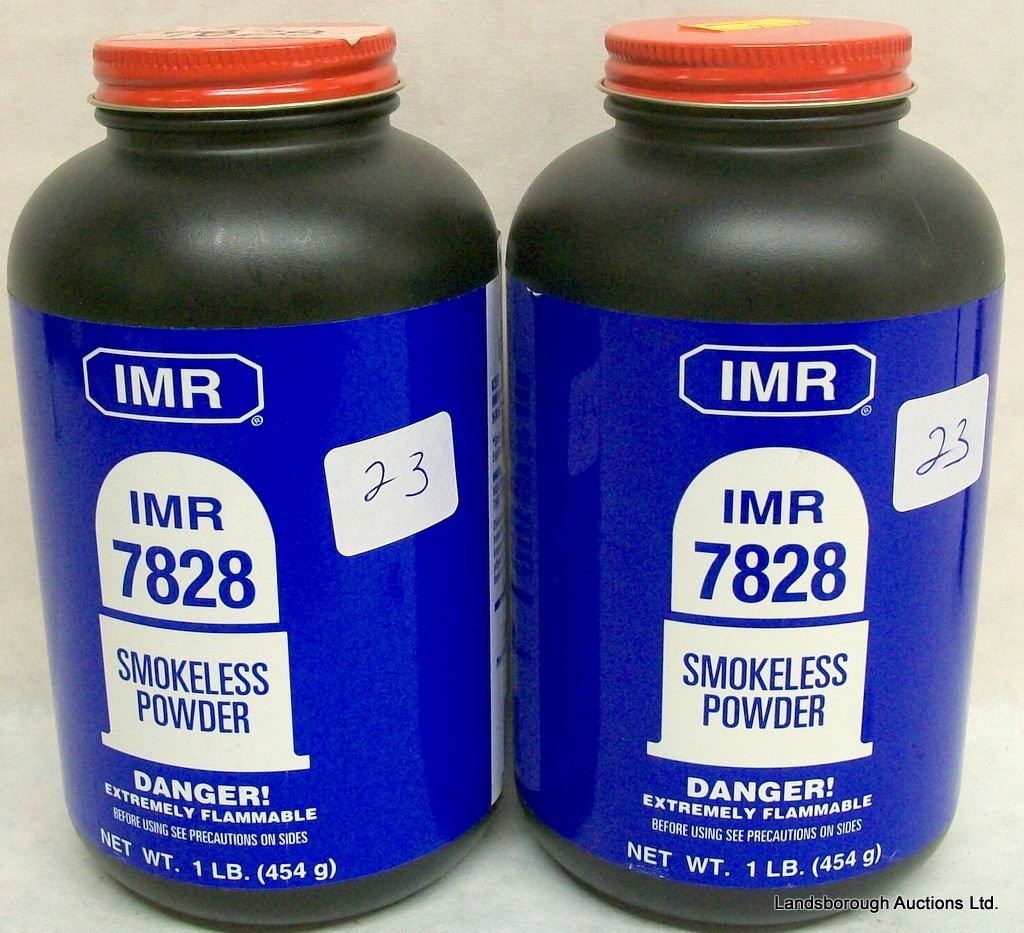 IMR
®
23
IMR
7828
SMOKELESS
POWDER
DANGER!
EXTREMELY FLAMMABLE
BEFORE USING SEE PRECAUTIONS ON SIDES
NET WT. 1 LB. (454 g)
IMR
®
23
IMR
7828
SMOKELESS
POWDER
DANGER!
EXTREMELY FLAMMABLE
BEFORE USING SEE PRECAUTIONS ON SIDES
NET WT. 1 LB. (454 g)
Landsborough Auctions Ltd.